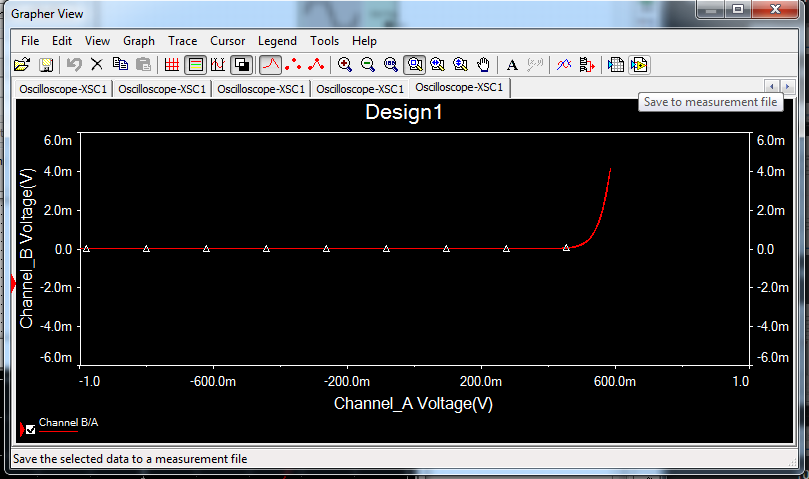 Grapher View
File Edit View Graph Trace Cursor Legend Tools Help
A
Oscilloscope-XSC1 Oscilloscope-XSC1 Oscilloscope-XSC1 Oscilloscope-XSC1 Oscilloscope-XSC1
Save to measurement file
Design1
Channel_B Voltage(V)
6.0m 6.0m
4.0m 4.0m
2.0m 2.0m
0.0 0.0
-2.0m -2.0m
-4.0m -4.0m
-6.0m -6.0m
-1.0 -600.0m -200.0m 200.0m 600.0m 1.0
Channel_A Voltage(V)
Channel B/A
Save the selected data to a measurement file